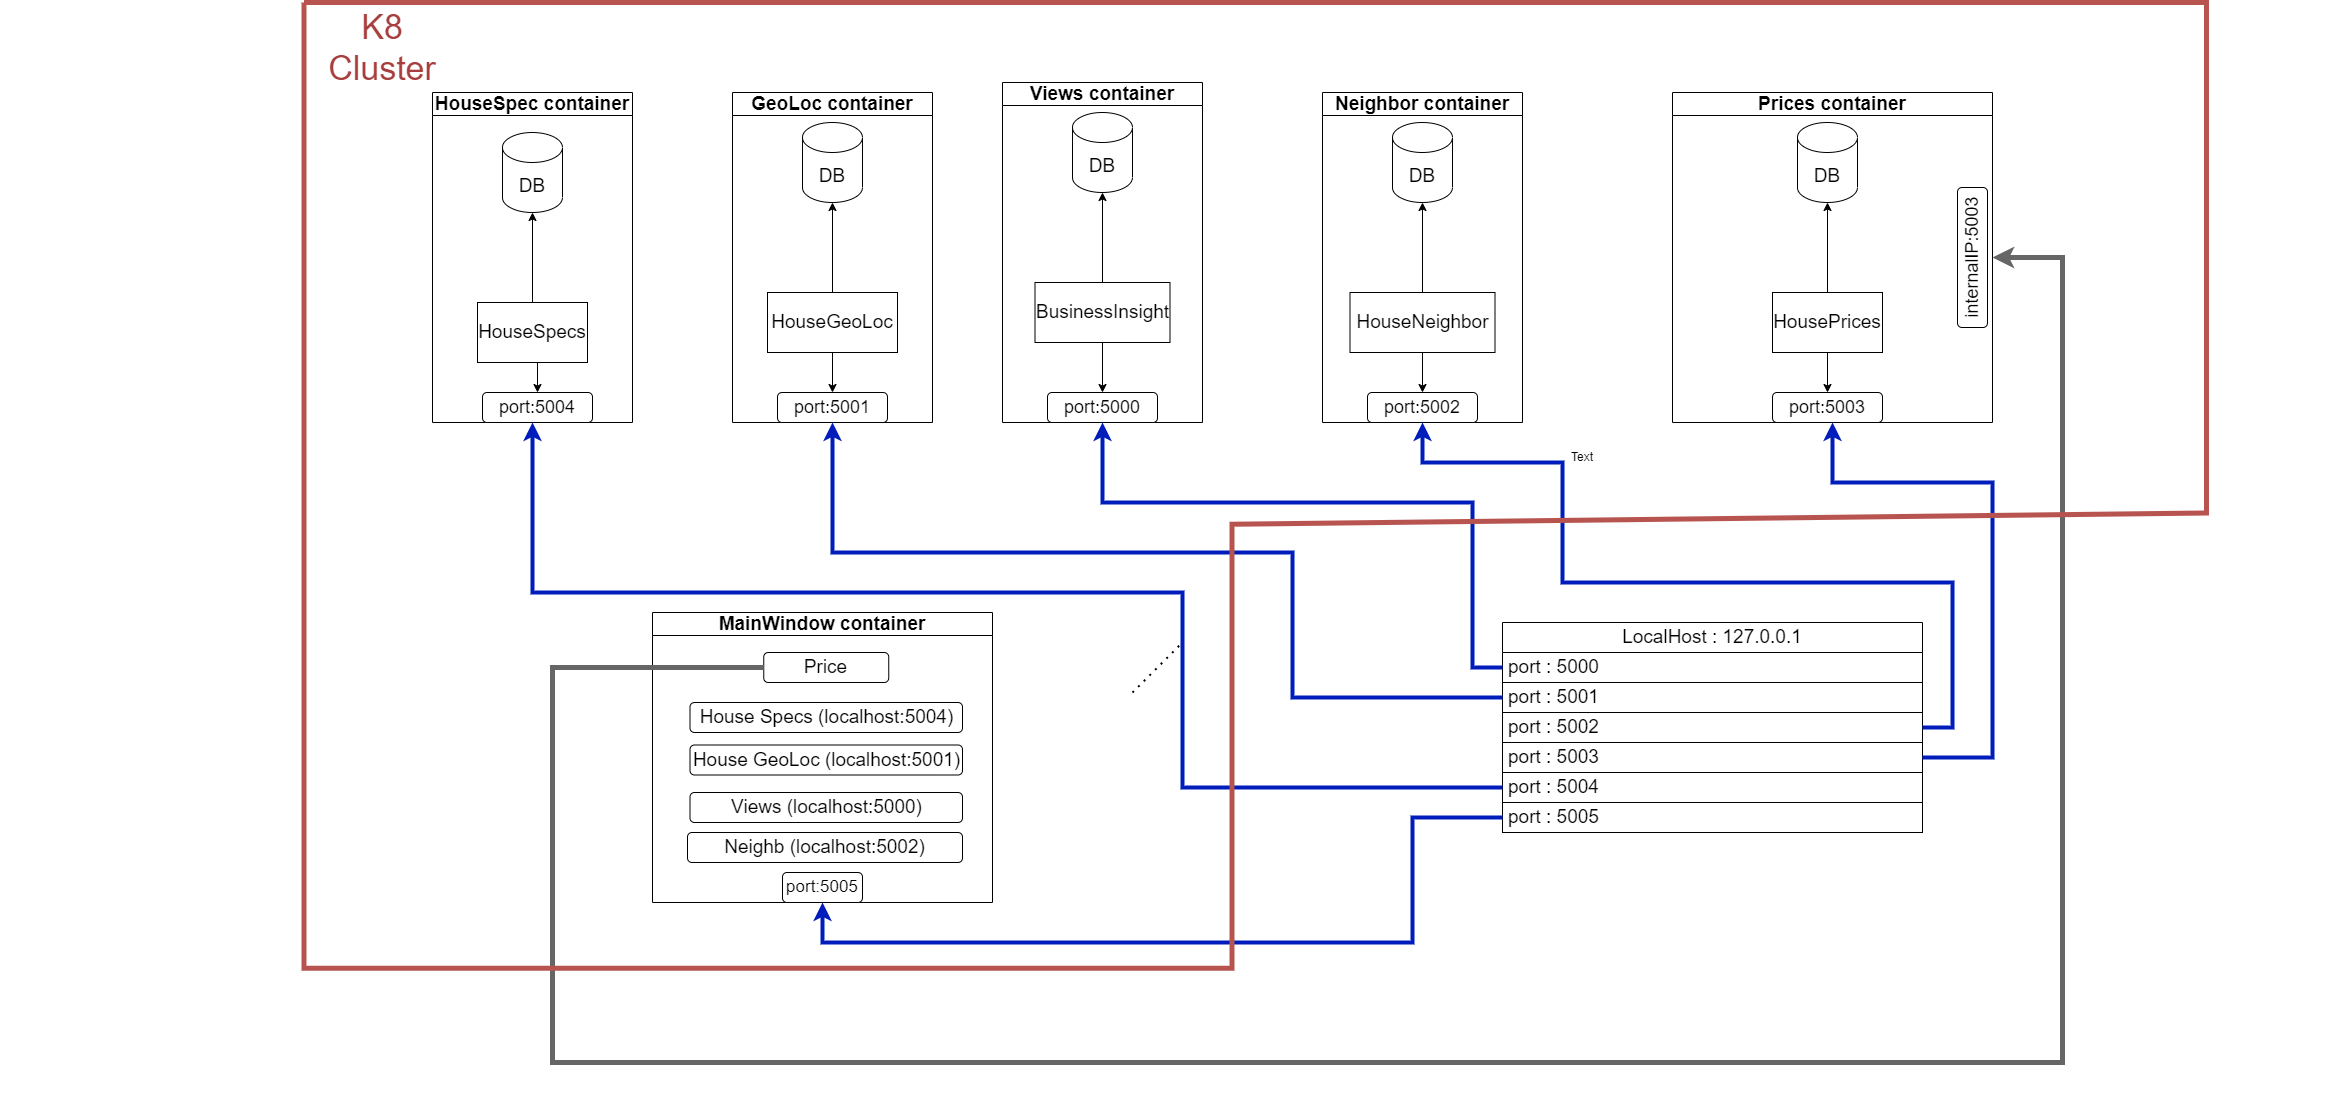 K8
Cluster
HouseSpec container
DB
HouseSpecs
port:5004
GeoLoc container
DB
HouseGeoLoc
port:5001
Views container
DB
BusinessInsight
port:5000
Neighbor container
DB
HouseNeighbor
port:5002
Prices container
DB
HousePrices
port:5003
internalIP:5003
Text
MainWindow container
Price
House Specs (localhost:5004)
House GeoLoc (localhost:5001)
Views (localhost:5000)
Neighb (localhost:5002)
port:5005
LocalHost : 127.0.0.1
port : 5000
port : 5001
port : 5002
port : 5003
port : 5004
port : 5005